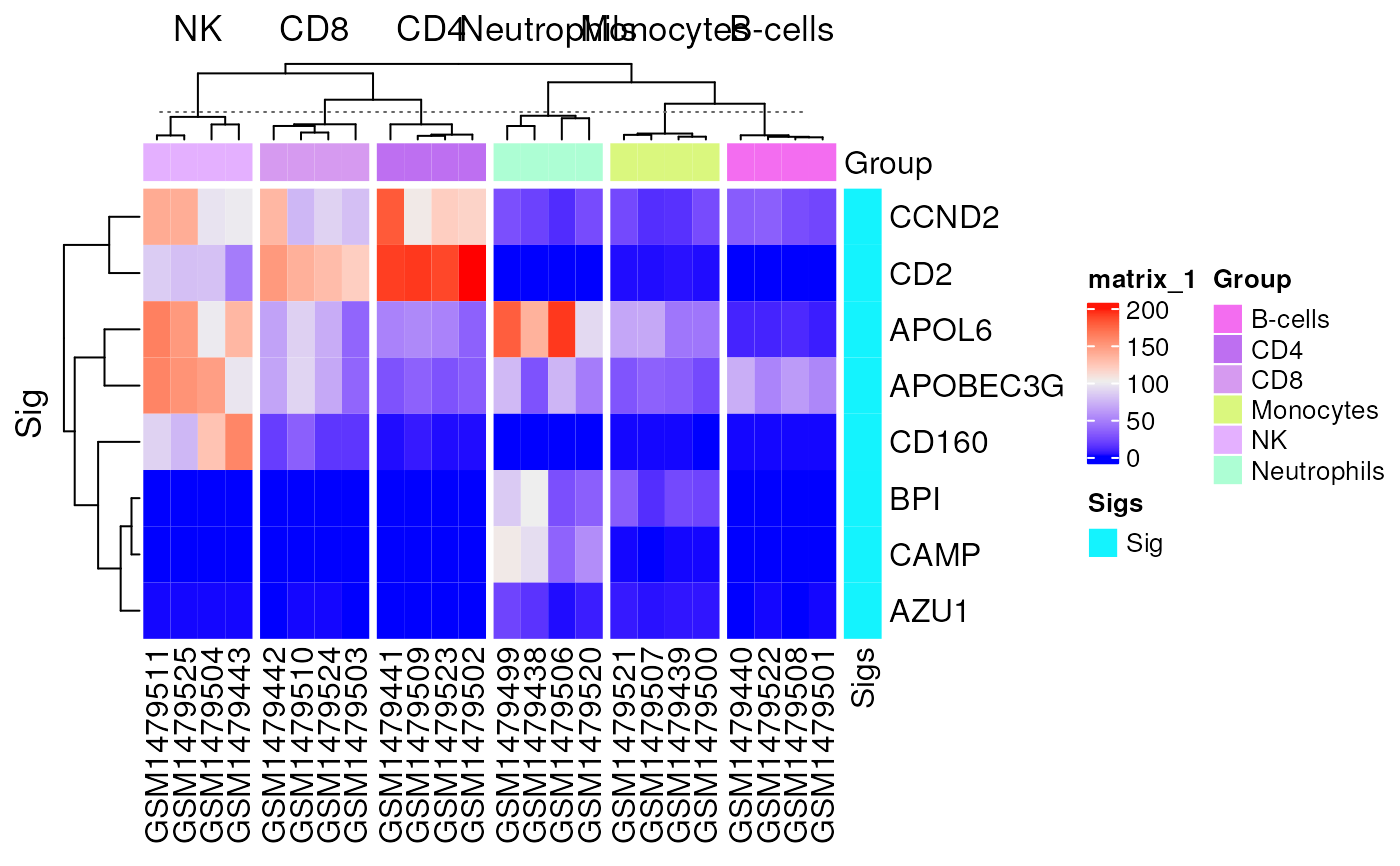 NK CD8 CD4 Neutrophils Monocytes B-cells
Group
CCND2
CD2
APOL6
APOBEC3G
CD160
BPI
CAMP
AZU1
Sig
GSM1479511
GSM1479525
GSM1479504
GSM1479443
GSM1479442
GSM1479510
GSM1479524
GSM1479503
GSM1479441
GSM1479509
GSM1479523
GSM1479502
GSM1479499
GSM1479438
GSM1479506
GSM1479520
GSM1479521
GSM1479507
GSM1479439
GSM1479500
GSM1479440
GSM1479522
GSM1479508
GSM1479501
Sigs
matrix_1
200
150
100
50
0
Sigs
Sig
Group
B-cells
CD4
CD8
Monocytes
NK
Neutrophils